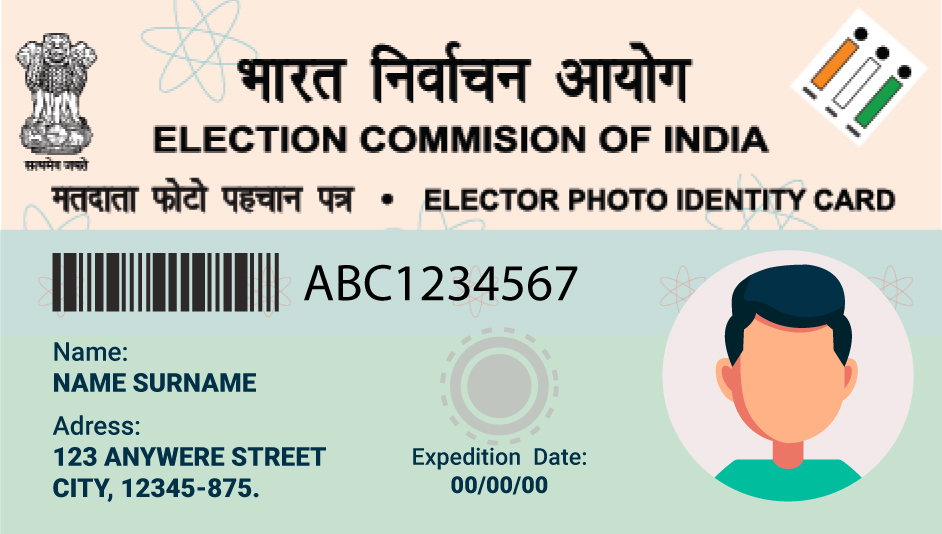 भारत निर्वाचन आयोग
ELECTION COMMISION OF INDIA
सत्यमेव जयते
मतदाता फोटो पहचान पत्र • ELECTOR PHOTO IDENTITY CARD
ABC1234567
Name:
NAME SURNAME
Adress:
123 ANYWERE STREET
CITY, 12345-875.
Expedition Date:
00/00/00